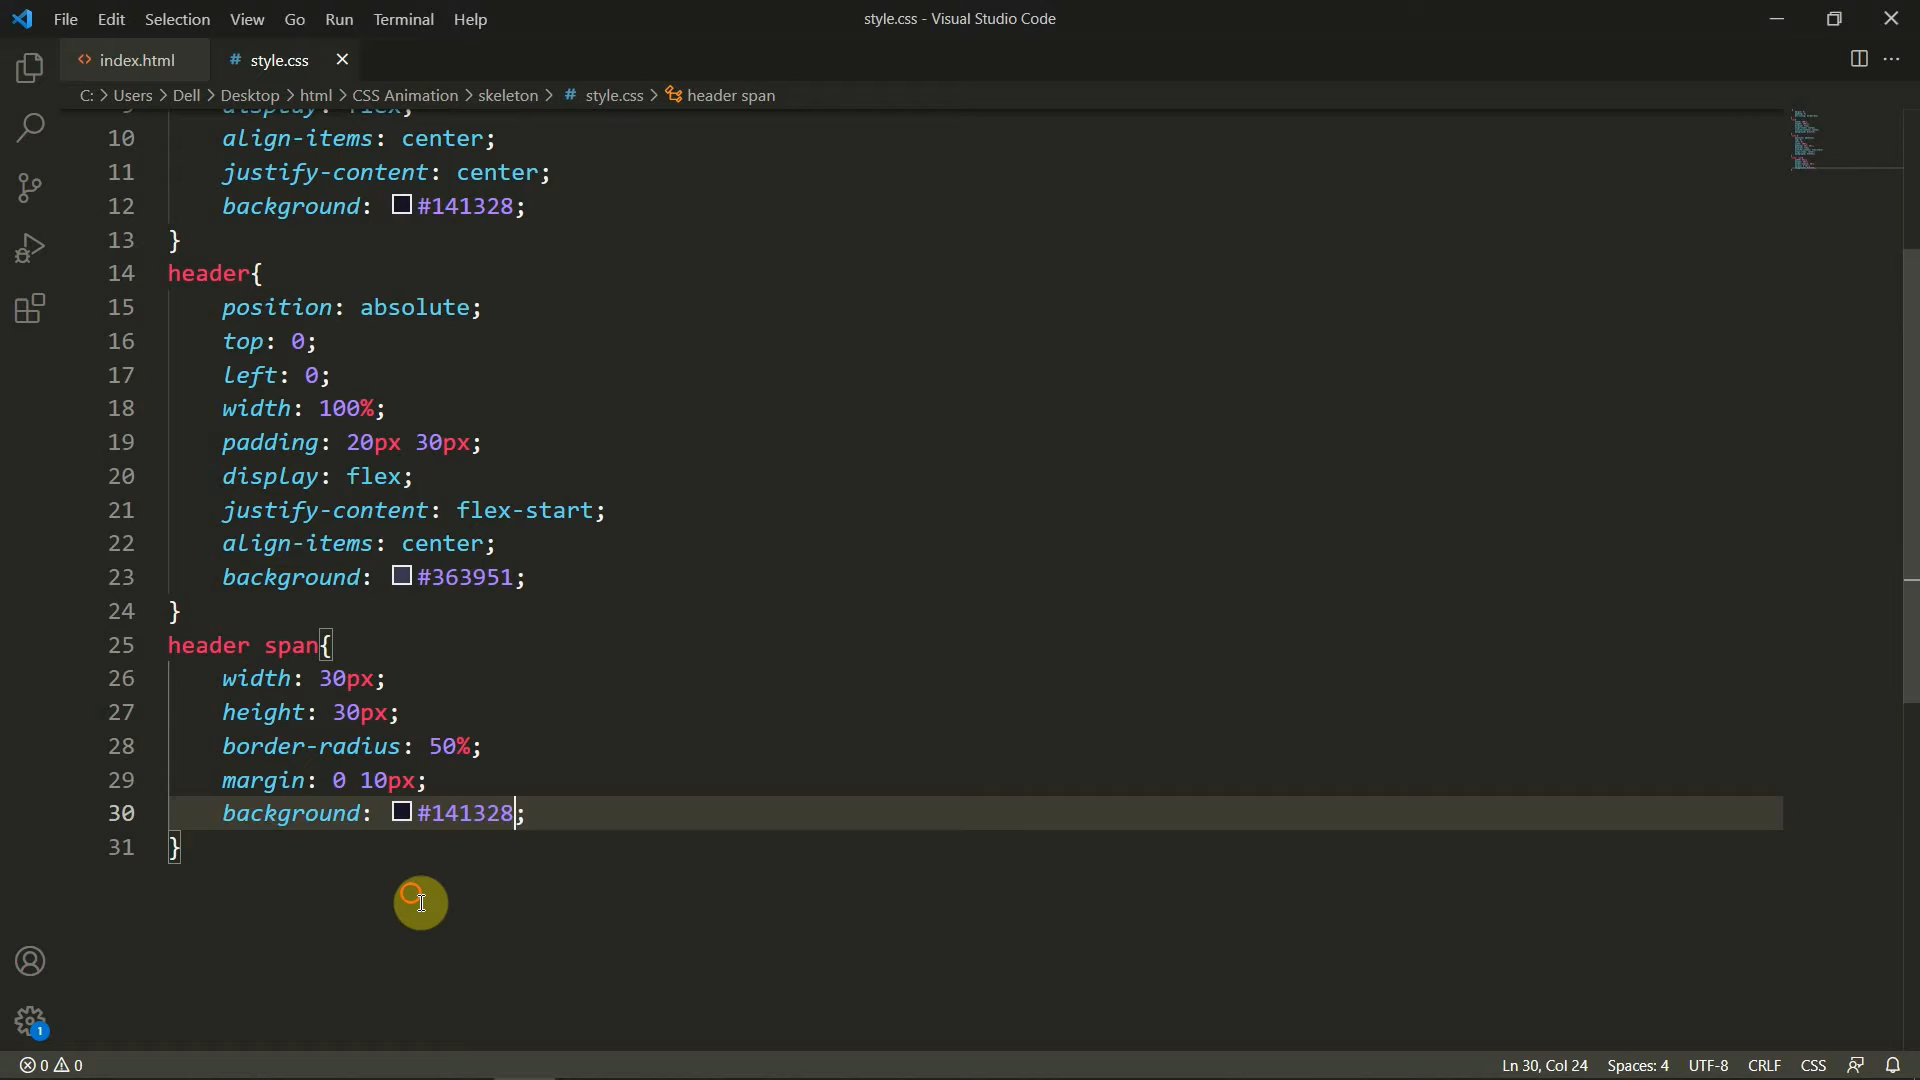 File Edit Selection View Go Run Terminal Help
style.css - Visual Studio Code
<> index.html
# style.css
C: > Users > Dell > Desktop > html > CSS Animation > skeleton > # style.css > header span
9 display: flex;
10 align-items: center;
11 justify-content: center;
12 background: #141328;
13 }
14 header{
15 position: absolute;
16 top: 0;
17 left: 0;
18 width: 100%;
19 padding: 20px 30px;
20 display: flex;
21 justify-content: flex-start;
22 align-items: center;
23 background: #363951;
24 }
25 header span{
26 width: 30px;
27 height: 30px;
28 border-radius: 50%;
29 margin: 0 10px;
30 background: #141328;
31 }
1
0 0
Ln 30, Col 24 Spaces: 4 UTF-8 CRLF CSS